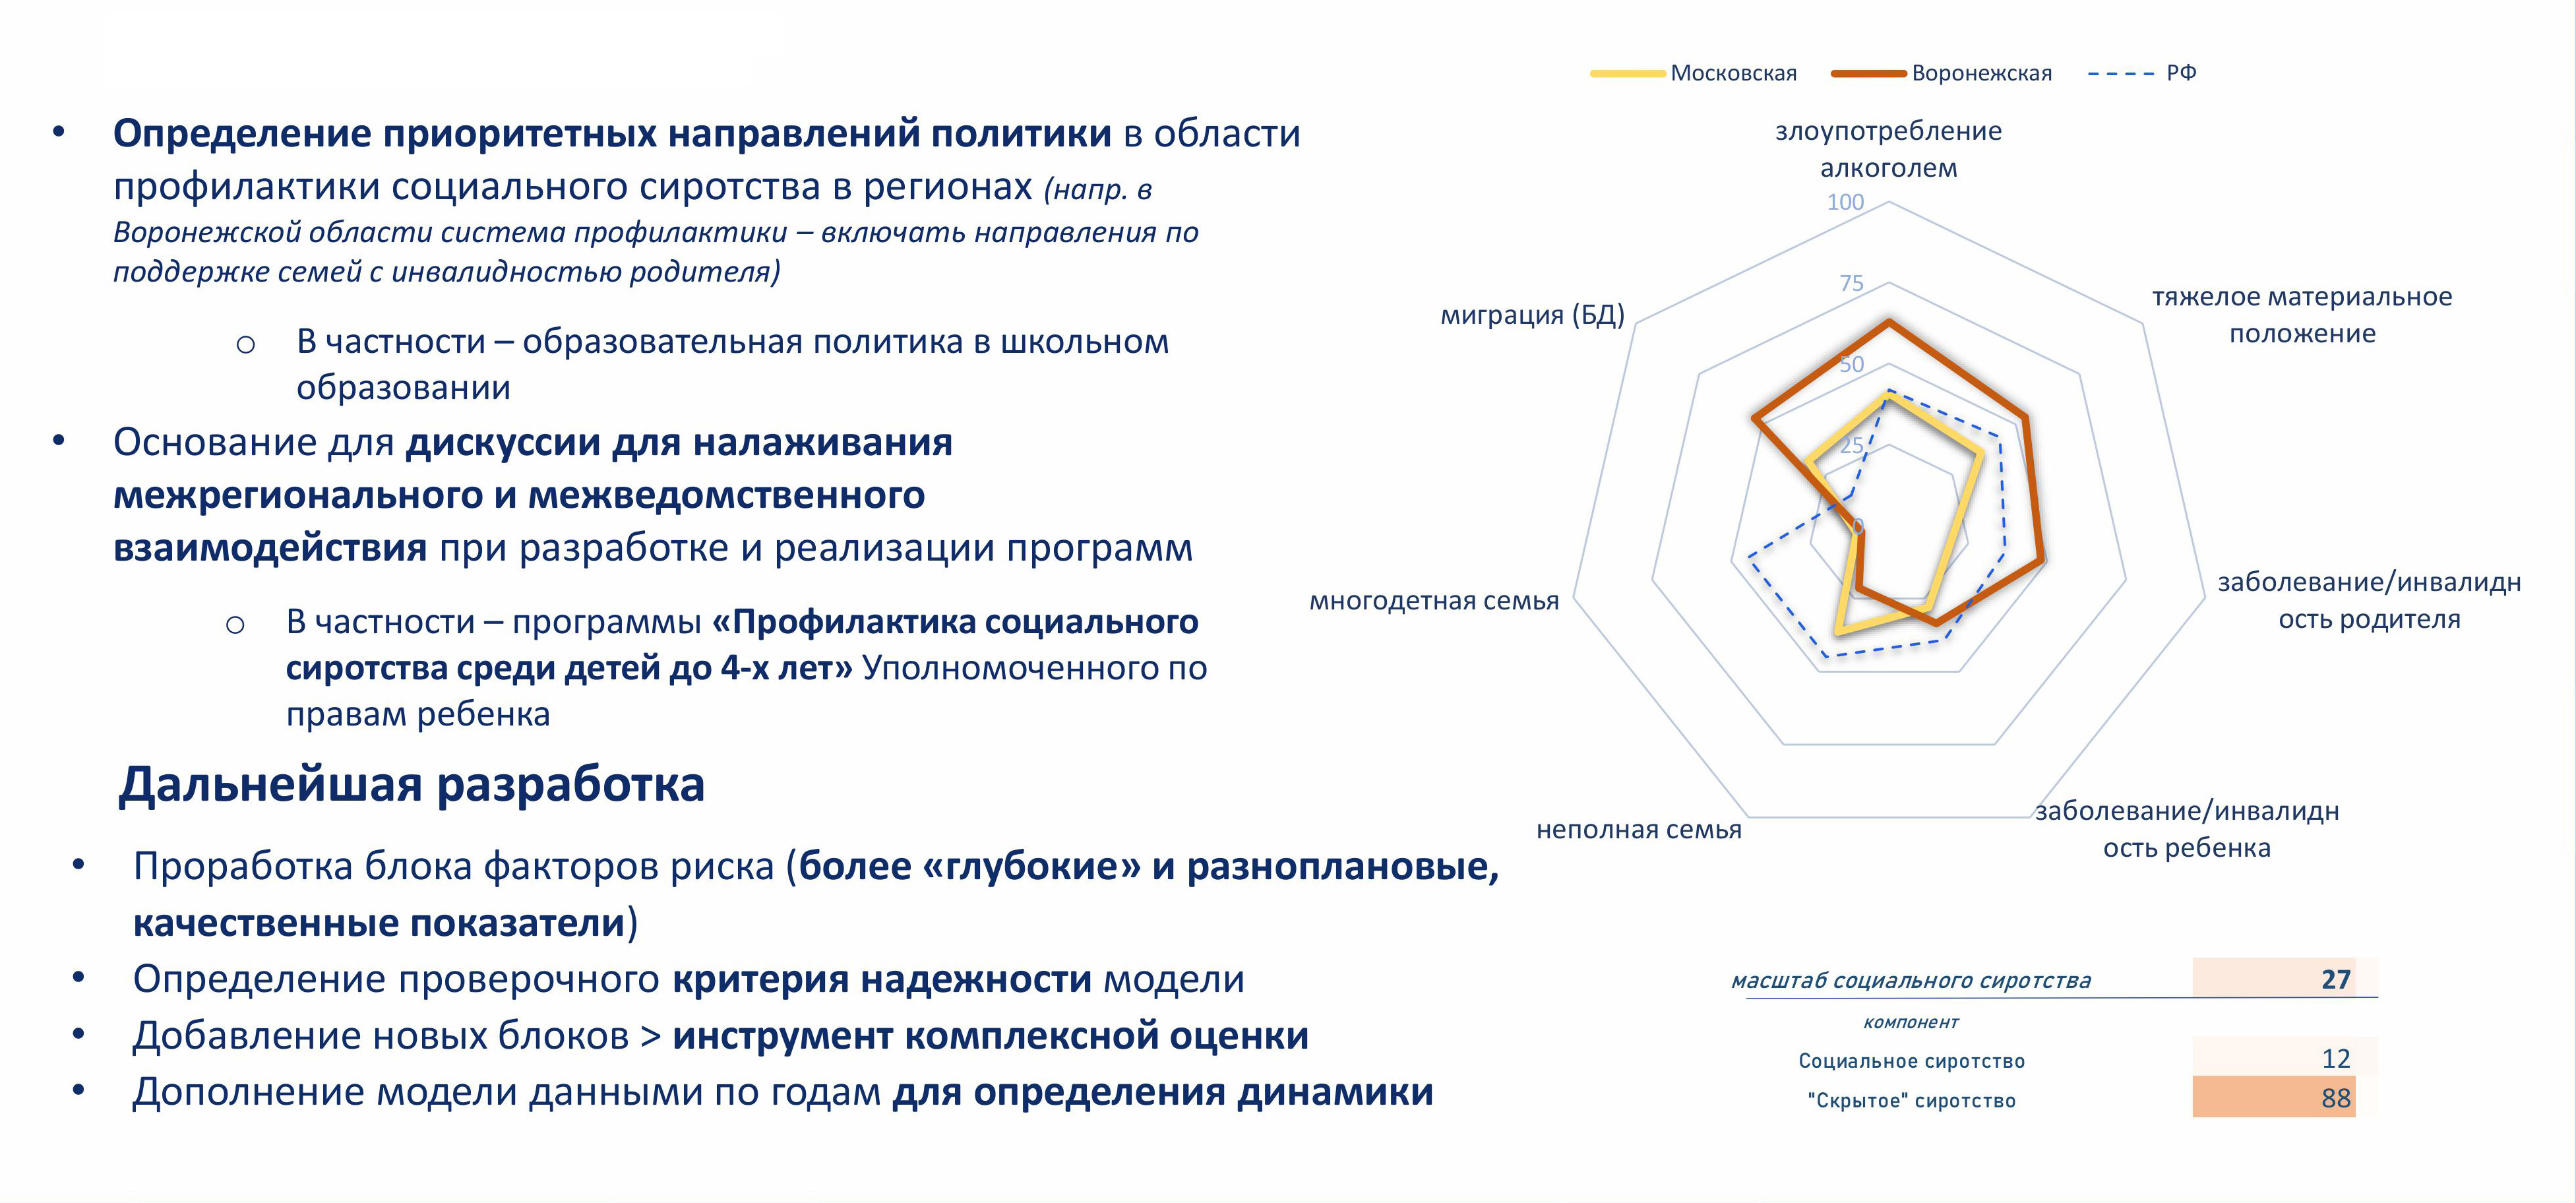 • Определение приоритетных направлений политики в области
профилактики социального сиротства в регионах (напр. в
Воронежской области система профилактики – включать направления по
поддержке семей с инвалидностью родителя)
o В частности – образовательная политика в школьном
образовании
• Основание для дискуссии для налаживания
межрегионального и межведомственного
взаимодействия при разработке и реализации программ
o В частности – программы «Профилактика социального
сиротства среди детей до 4-х лет» Уполномоченного по
правам ребенка
Дальнейшая разработка
• Проработка блока факторов риска (более «глубокие» и разноплановые,
качественные показатели)
• Определение проверочного критерия надежности модели
• Добавление новых блоков > инструмент комплексной оценки
• Дополнение модели данными по годам для определения динамики
Московская Воронежская РФ
злоупотребление
алкоголем
100
75
50
25
0
тяжелое материальное
положение
заболевание/инвалидн
ость родителя
заболевание/инвалидн
ость ребенка
неполная семья
многодетная семья
миграция (БД)
масштаб социального сиротства 27
компонент
Социальное сиротство 12
"Скрытое" сиротство 88